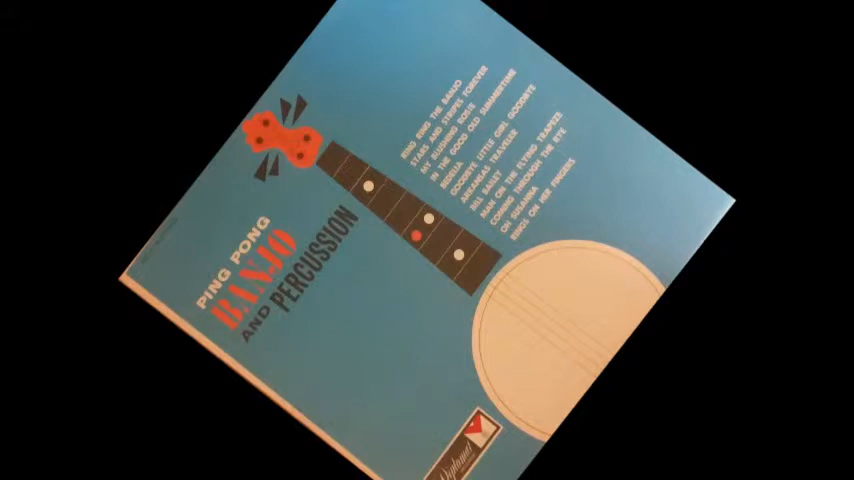 PING PONG
BANJO
AND PERCUSSION
RING RING THE BANJO
STARS AND STRIPES FOREVER
MY BLUSHING ROSIE
IN THE GOOD OLD SUMMERTIME
BEDELIA
GOODBYE LITTLE GIRL GOODBYE
ARKANSAS TRAVELER
BILL BAILEY
MAN ON THE FLYING TRAPEZE
COMING THROUGH THE RYE
OH SUSANNA
RINGS ON HER FINGERS
Diplomat